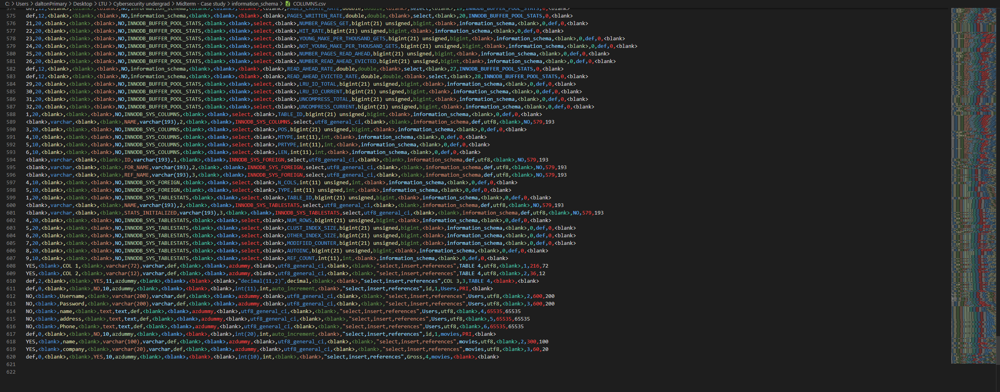 C: > Users > daltonPrimary > Desktop > LTU > Cybersecurity undergrad > Midterm - Case study > information_schema > COLUMNS.csv
574 def,12,<blank>,<blank>,<blank>,NO,information_schema,<blank>,<blank>,<blank>,<blank>,PAGES_CREATE_RATE,double,double,<blank>,select,<blank>,19,INNODB_BUFFER_POOL_STATS,0,<blank>
575 def,12,<blank>,<blank>,<blank>,NO,information_schema,<blank>,<blank>,<blank>,<blank>,PAGES_WRITTEN_RATE,double,double,<blank>,select,<blank>,20,INNODB_BUFFER_POOL_STATS,0,<blank>
576 21,20,<blank>,<blank>,<blank>,NO,INNODB_BUFFER_POOL_STATS,<blank>,<blank>,select,<blank>,NUMBER_PAGES_GET,bigint(21) unsigned,bigint,<blank>,information_schema,<blank>,0,def,0,<blank>
577 22,20,<blank>,<blank>,<blank>,NO,INNODB_BUFFER_POOL_STATS,<blank>,<blank>,select,<blank>,HIT_RATE,bigint(21) unsigned,bigint,<blank>,information_schema,<blank>,0,def,0,<blank>
578 23,20,<blank>,<blank>,<blank>,NO,INNODB_BUFFER_POOL_STATS,<blank>,<blank>,select,<blank>,YOUNG_MAKE_PER_THOUSAND_GETS,bigint(21) unsigned,bigint,<blank>,information_schema,<blank>,0,def,0,<blank>
579 24,20,<blank>,<blank>,<blank>,NO,INNODB_BUFFER_POOL_STATS,<blank>,<blank>,select,<blank>,NOT_YOUNG_MAKE_PER_THOUSAND_GETS,bigint(21) unsigned,bigint,<blank>,information_schema,<blank>,0,def,0,<blank>
580 25,20,<blank>,<blank>,<blank>,NO,INNODB_BUFFER_POOL_STATS,<blank>,<blank>,select,<blank>,NUMBER_PAGES_READ_AHEAD,bigint(21) unsigned,bigint,<blank>,information_schema,<blank>,0,def,0,<blank>
581 26,20,<blank>,<blank>,<blank>,NO,INNODB_BUFFER_POOL_STATS,<blank>,<blank>,select,<blank>,NUMBER_READ_AHEAD_EVICTED,bigint(21) unsigned,bigint,<blank>,information_schema,<blank>,0,def,0,<blank>
582 def,12,<blank>,<blank>,<blank>,NO,information_schema,<blank>,<blank>,<blank>,<blank>,READ_AHEAD_RATE,double,double,<blank>,select,<blank>,27,INNODB_BUFFER_POOL_STATS,0,<blank>
583 def,12,<blank>,<blank>,<blank>,NO,information_schema,<blank>,<blank>,<blank>,<blank>,READ_AHEAD_EVICTED_RATE,double,double,<blank>,select,<blank>,28,INNODB_BUFFER_POOL_STATS,0,<blank>
584 29,20,<blank>,<blank>,<blank>,NO,INNODB_BUFFER_POOL_STATS,<blank>,<blank>,select,<blank>,LRU_IO_TOTAL,bigint(21) unsigned,bigint,<blank>,information_schema,<blank>,0,def,0,<blank>
585 30,20,<blank>,<blank>,<blank>,NO,INNODB_BUFFER_POOL_STATS,<blank>,<blank>,select,<blank>,LRU_IO_CURRENT,bigint(21) unsigned,bigint,<blank>,information_schema,<blank>,0,def,0,<blank>
586 31,20,<blank>,<blank>,<blank>,NO,INNODB_BUFFER_POOL_STATS,<blank>,<blank>,select,<blank>,UNCOMPRESS_TOTAL,bigint(21) unsigned,bigint,<blank>,information_schema,<blank>,0,def,0,<blank>
587 32,20,<blank>,<blank>,<blank>,NO,INNODB_BUFFER_POOL_STATS,<blank>,<blank>,select,<blank>,UNCOMPRESS_CURRENT,bigint(21) unsigned,bigint,<blank>,information_schema,<blank>,0,def,0,<blank>
588 1,20,<blank>,<blank>,<blank>,NO,INNODB_SYS_COLUMNS,<blank>,<blank>,select,<blank>,TABLE_ID,bigint(21) unsigned,bigint,<blank>,information_schema,<blank>,0,def,0,<blank>
589 <blank>,varchar,<blank>,<blank>,NAME,varchar(193),2,<blank>,<blank>,INNODB_SYS_COLUMNS,select,utf8_general_ci,<blank>,<blank>,information_schema,def,utf8,<blank>,NO,579,193
590 3,20,<blank>,<blank>,<blank>,NO,INNODB_SYS_COLUMNS,<blank>,<blank>,select,<blank>,POS,bigint(21) unsigned,bigint,<blank>,information_schema,<blank>,0,def,0,<blank>
591 4,10,<blank>,<blank>,<blank>,NO,INNODB_SYS_COLUMNS,<blank>,<blank>,select,<blank>,MTYPE,int(11),int,<blank>,information_schema,<blank>,0,def,0,<blank>
592 5,10,<blank>,<blank>,<blank>,NO,INNODB_SYS_COLUMNS,<blank>,<blank>,select,<blank>,PRTYPE,int(11),int,<blank>,information_schema,<blank>,0,def,0,<blank>
593 6,10,<blank>,<blank>,<blank>,NO,INNODB_SYS_COLUMNS,<blank>,<blank>,select,<blank>,LEN,int(11),int,<blank>,information_schema,<blank>,0,def,0,<blank>
594 <blank>,varchar,<blank>,<blank>,ID,varchar(193),1,<blank>,<blank>,INNODB_SYS_FOREIGN,select,utf8_general_ci,<blank>,<blank>,information_schema,def,utf8,<blank>,NO,579,193
595 <blank>,varchar,<blank>,<blank>,FOR_NAME,varchar(193),2,<blank>,<blank>,INNODB_SYS_FOREIGN,select,utf8_general_ci,<blank>,<blank>,information_schema,def,utf8,<blank>,NO,579,193
596 <blank>,varchar,<blank>,<blank>,REF_NAME,varchar(193),3,<blank>,<blank>,INNODB_SYS_FOREIGN,select,utf8_general_ci,<blank>,<blank>,information_schema,def,utf8,<blank>,NO,579,193
597 4,10,<blank>,<blank>,<blank>,NO,INNODB_SYS_FOREIGN,<blank>,<blank>,select,<blank>,N_COLS,int(11) unsigned,int,<blank>,information_schema,<blank>,0,def,0,<blank>
598 5,10,<blank>,<blank>,<blank>,NO,INNODB_SYS_FOREIGN,<blank>,<blank>,select,<blank>,TYPE,int(11) unsigned,int,<blank>,information_schema,<blank>,0,def,0,<blank>
599 1,20,<blank>,<blank>,<blank>,NO,INNODB_SYS_TABLESTATS,<blank>,<blank>,select,<blank>,TABLE_ID,bigint(21) unsigned,bigint,<blank>,information_schema,<blank>,0,def,0,<blank>
600 <blank>,varchar,<blank>,<blank>,NAME,varchar(193),2,<blank>,<blank>,INNODB_SYS_TABLESTATS,select,utf8_general_ci,<blank>,<blank>,information_schema,def,utf8,<blank>,NO,579,193
601 <blank>,varchar,<blank>,<blank>,STATS_INITIALIZED,varchar(193),3,<blank>,<blank>,INNODB_SYS_TABLESTATS,select,utf8_general_ci,<blank>,<blank>,information_schema,def,utf8,<blank>,NO,579,193
602 4,20,<blank>,<blank>,<blank>,NO,INNODB_SYS_TABLESTATS,<blank>,<blank>,select,<blank>,NUM_ROWS,bigint(21) unsigned,bigint,<blank>,information_schema,<blank>,0,def,0,<blank>
603 5,20,<blank>,<blank>,<blank>,NO,INNODB_SYS_TABLESTATS,<blank>,<blank>,select,<blank>,CLUST_INDEX_SIZE,bigint(21) unsigned,bigint,<blank>,information_schema,<blank>,0,def,0,<blank>
604 6,20,<blank>,<blank>,<blank>,NO,INNODB_SYS_TABLESTATS,<blank>,<blank>,select,<blank>,OTHER_INDEX_SIZE,bigint(21) unsigned,bigint,<blank>,information_schema,<blank>,0,def,0,<blank>
605 7,20,<blank>,<blank>,<blank>,NO,INNODB_SYS_TABLESTATS,<blank>,<blank>,select,<blank>,MODIFIED_COUNTER,bigint(21) unsigned,bigint,<blank>,information_schema,<blank>,0,def,0,<blank>
606 8,20,<blank>,<blank>,<blank>,NO,INNODB_SYS_TABLESTATS,<blank>,<blank>,select,<blank>,AUTOINC,bigint(21) unsigned,bigint,<blank>,information_schema,<blank>,0,def,0,<blank>
607 9,10,<blank>,<blank>,<blank>,NO,INNODB_SYS_TABLESTATS,<blank>,<blank>,select,<blank>,REF_COUNT,int(11),int,<blank>,information_schema,<blank>,0,def,0,<blank>
608 YES,<blank>,COL 1,<blank>,varchar(72),varchar,def,<blank>,<blank>,azdummy,<blank>,utf8_general_ci,<blank>,<blank>,"select,insert,references",TABLE 4,utf8,<blank>,1,216,72
609 YES,<blank>,COL 2,<blank>,varchar(12),varchar,def,<blank>,<blank>,azdummy,<blank>,utf8_general_ci,<blank>,<blank>,"select,insert,references",TABLE 4,utf8,<blank>,2,36,12
610 def,2,<blank>,<blank>,YES,11,azdummy,<blank>,<blank>,<blank>,<blank>,"decimal(11,2)",decimal,<blank>,<blank>,"select,insert,references",COL 3,3,TABLE 4,<blank>,<blank>
611 def,0,<blank>,<blank>,NO,10,azdummy,<blank>,<blank>,<blank>,<blank>,int(11),int,auto_increment,<blank>,"select,insert,references",id,1,Users,PRI,<blank>
612 NO,<blank>,Username,<blank>,varchar(200),varchar,def,<blank>,<blank>,azdummy,<blank>,utf8_general_ci,<blank>,<blank>,"select,insert,references",Users,utf8,<blank>,2,600,200
613 NO,<blank>,Password,<blank>,varchar(200),varchar,def,<blank>,<blank>,azdummy,<blank>,utf8_general_ci,<blank>,<blank>,"select,insert,references",Users,utf8,<blank>,3,600,200
614 NO,<blank>,name,<blank>,text,text,def,<blank>,<blank>,azdummy,<blank>,utf8_general_ci,<blank>,<blank>,"select,insert,references",Users,utf8,<blank>,4,65535,65535
615 NO,<blank>,address,<blank>,text,text,def,<blank>,<blank>,azdummy,<blank>,utf8_general_ci,<blank>,<blank>,"select,insert,references",Users,utf8,<blank>,5,65535,65535
616 NO,<blank>,Phone,<blank>,text,text,def,<blank>,<blank>,azdummy,<blank>,utf8_general_ci,<blank>,<blank>,"select,insert,references",Users,utf8,<blank>,6,65535,65535
617 def,0,<blank>,<blank>,NO,10,azdummy,<blank>,<blank>,<blank>,<blank>,int(20),int,auto_increment,<blank>,"select,insert,references",id,1,movies,PRI,<blank>
618 YES,<blank>,name,<blank>,varchar(100),varchar,def,<blank>,<blank>,azdummy,<blank>,utf8_general_ci,<blank>,<blank>,"select,insert,references",movies,utf8,<blank>,2,300,100
619 YES,<blank>,company,<blank>,varchar(20),varchar,def,<blank>,<blank>,azdummy,<blank>,utf8_general_ci,<blank>,<blank>,"select,insert,references",movies,utf8,<blank>,3,60,20
620 def,0,<blank>,<blank>,YES,10,azdummy,<blank>,<blank>,<blank>,<blank>,int(10),int,<blank>,<blank>,"select,insert,references",Gross,4,movies,<blank>,<blank>
621
622